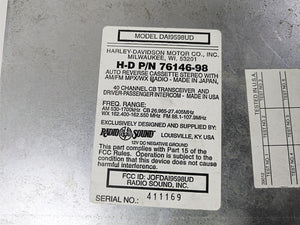 MODEL DAI9598UD
HARLEY-DAVIDSON MOTOR CO., INC.
MILWAUKEE, WI. 53201
H-D P/N 76146-98
AUTO REVERSE CASSETTE STEREO WITH
AM/FM MPX/WX RADIO - MADE IN JAPAN,
40 CHANNEL CB TRANSCEIVER AND
DRIVER-PASSENGER INTERCOM - MADE IN USA
AM 530-1700KHz CB 26.965-27.405MHz
WX 162.400-162.550 MHz FM 88.1-107.9MHz
EXCLUSIVELY DESIGNED AND SUPPLIED
EXCLUSIVELY BY:
RADIO SOUND
LOUISVILLE, KY. USA
12V DC NEGATIVE GROUND
This part complies with Part 15 of the
FCC Rules. Operation is subject to
condition that this device does not cause
FCC ID: JOFDAI9598UD
RADIO SOUND, INC.
SERIAL NO.: 411169